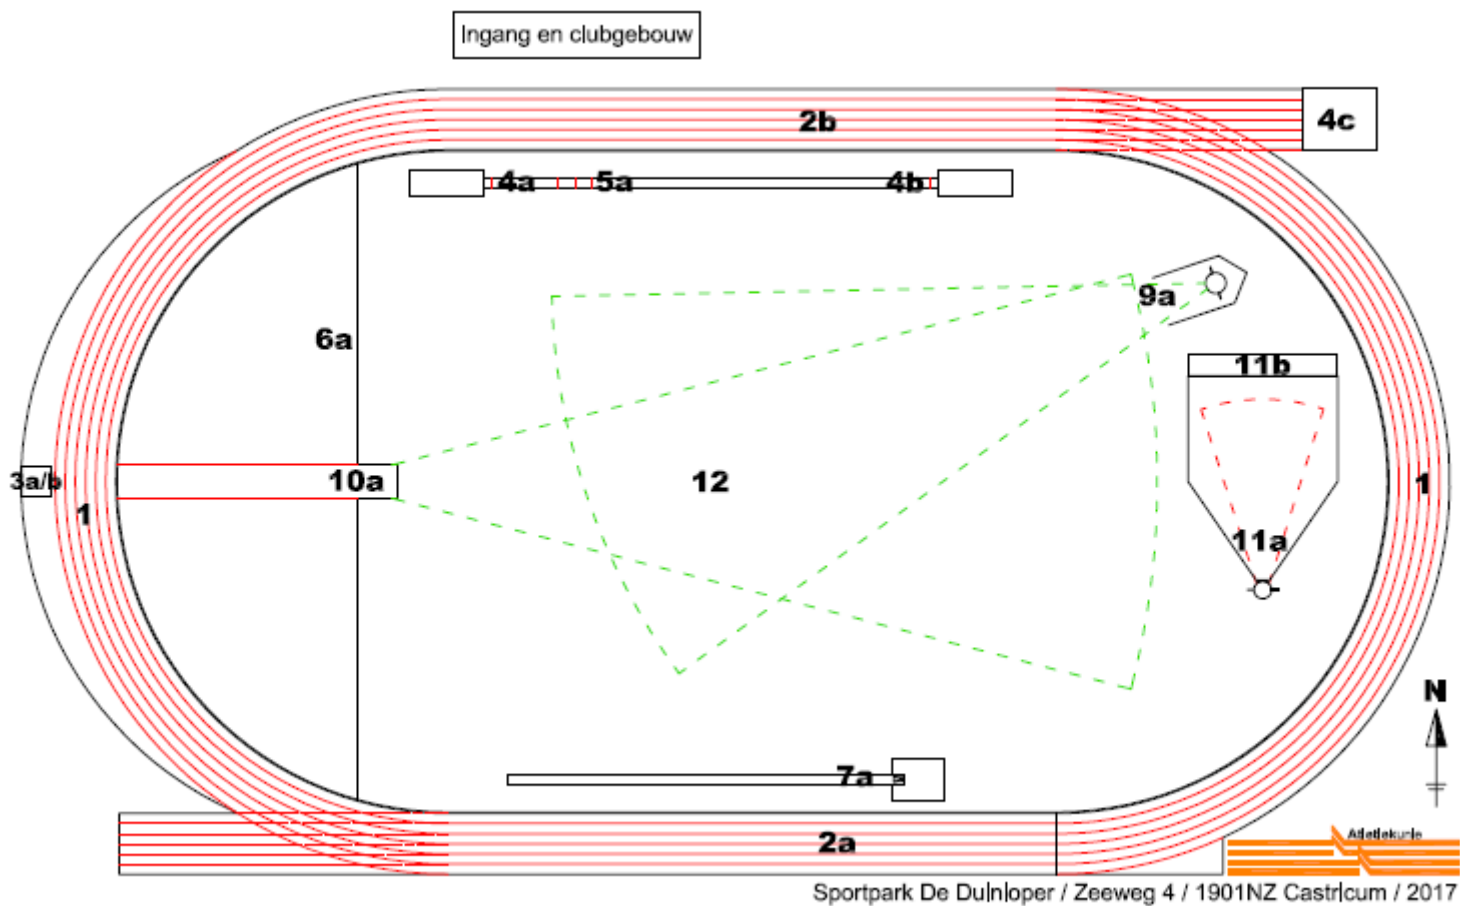 Ingang en clubgebouw
2b
4c
4a
5a
4b
9a
6a
11b
3a/b
10a
12
1
1
11a
N
7a
2a
Atletiekunie
Sportpark De Duinloper / Zeeweg 4 / 1901NZ Castricum / 2017